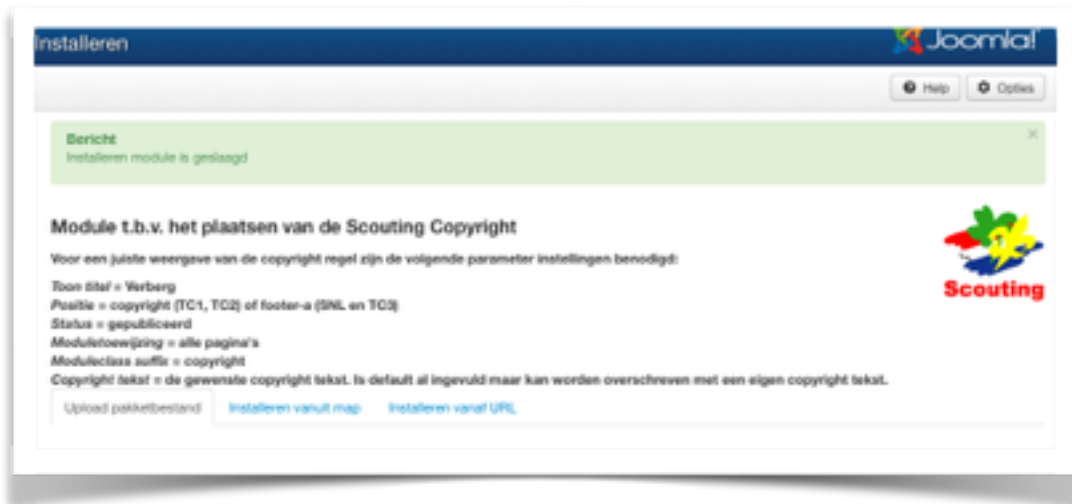 Installeren
Joomla!
Help
Opties
Bericht
Installeren module is geslaagd
Module t.b.v. het plaatsen van de Scouting Copyright
Voor een juiste weergave van de copyright regel zijn de volgende parameter instellingen benodigd:
Toon titel = Verberg
Positie = copyright (TC1, TC2) of footer-a (SNL en TC3)
Status = gepubliceerd
Moduletoewijzing = alle pagina's
Moduleclass suffix = copyright
Copyright tekst = de gewenste copyright tekst. Is default al ingevuld maar kan worden overschreven met een eigen copyright tekst.
Scouting
Upload pakketbestand
Installeren vanuit map
Installeren vanaf URL